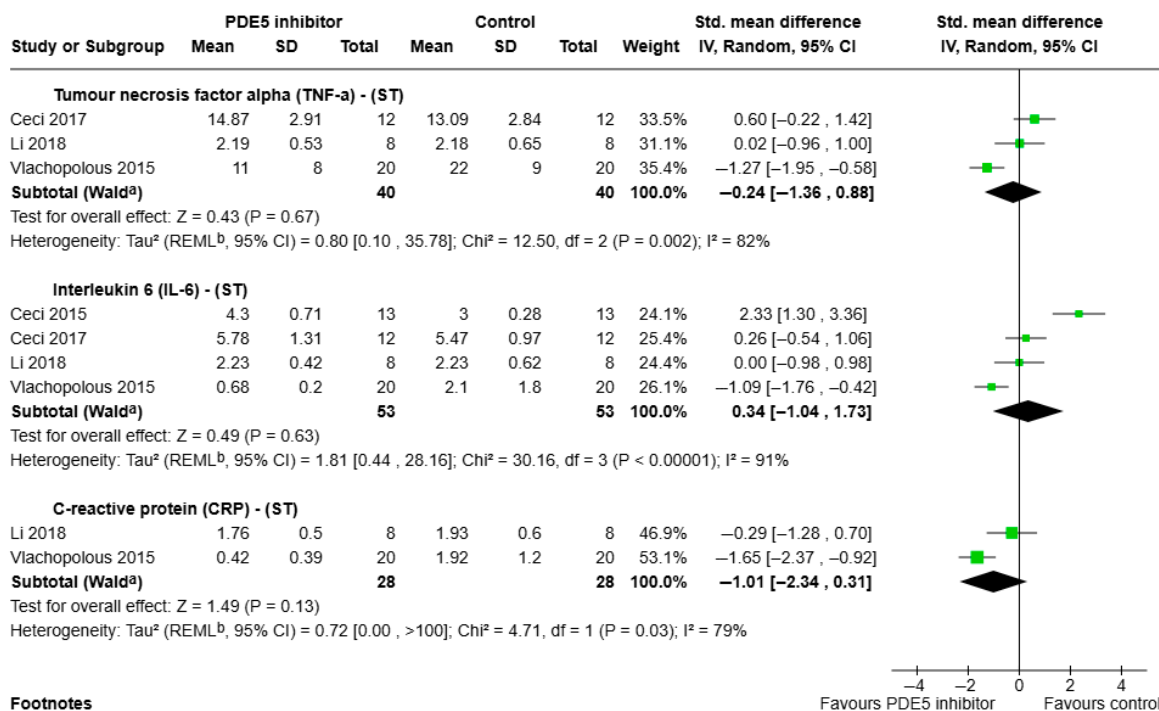 PDE5 inhibitor Control Std. mean difference Std. mean difference
Study or Subgroup Mean SD Total Mean SD Total Weight IV, Random, 95% CI IV, Random, 95% CI
Tumour necrosis factor alpha (TNF-a) - (ST)
Ceci 2017 14.87 2.91 12 13.09 2.84 12 33.5% 0.60 [−0.22 , 1.42]
Li 2018 2.19 0.53 8 2.18 0.65 8 31.1% 0.02 [−0.96 , 1.00]
Vlachopolous 2015 11 8 20 22 9 20 35.4% −1.27 [−1.95 , −0.58]
Subtotal (Waldᵃ) 40 40 100.0% −0.24 [−1.36 , 0.88]
Test for overall effect: Z = 0.43 (P = 0.67)
Heterogeneity: Tau² (REMLᵇ, 95% CI) = 0.80 [0.10 , 35.78]; Chi² = 12.50, df = 2 (P = 0.002); I² = 82%
Interleukin 6 (IL-6) - (ST)
Ceci 2015 4.3 0.71 13 3 0.28 13 24.1% 2.33 [1.30 , 3.36]
Ceci 2017 5.78 1.31 12 5.47 0.97 12 25.4% 0.26 [−0.54 , 1.06]
Li 2018 2.23 0.42 8 2.23 0.62 8 24.4% 0.00 [−0.98 , 0.98]
Vlachopolous 2015 0.68 0.2 20 2.1 1.8 20 26.1% −1.09 [−1.76 , −0.42]
Subtotal (Waldᵃ) 53 53 100.0% 0.34 [−1.04 , 1.73]
Test for overall effect: Z = 0.49 (P = 0.63)
Heterogeneity: Tau² (REMLᵇ, 95% CI) = 1.81 [0.44 , 28.16]; Chi² = 30.16, df = 3 (P < 0.00001); I² = 91%
C-reactive protein (CRP) - (ST)
Li 2018 1.76 0.5 8 1.93 0.6 8 46.9% −0.29 [−1.28 , 0.70]
Vlachopolous 2015 0.42 0.39 20 1.92 1.2 20 53.1% −1.65 [−2.37 , −0.92]
Subtotal (Waldᵃ) 28 28 100.0% −1.01 [−2.34 , 0.31]
Test for overall effect: Z = 1.49 (P = 0.13)
Heterogeneity: Tau² (REMLᵇ, 95% CI) = 0.72 [0.00 , >100]; Chi² = 4.71, df = 1 (P = 0.03); I² = 79%
−4 −2 0 2 4
Footnotes Favours PDE5 inhibitor Favours control